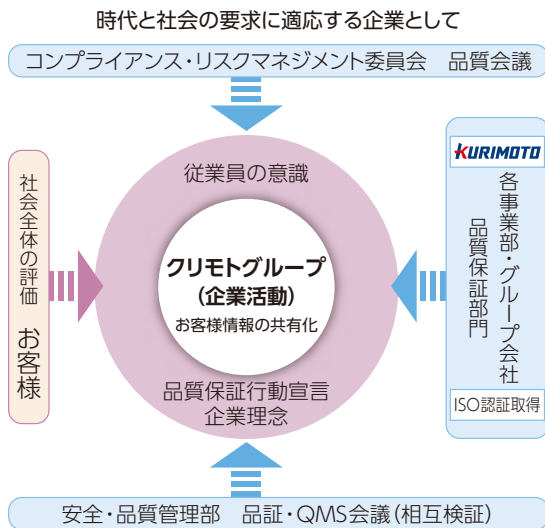 時代と社会の要求に適応する企業として
コンプライアンス・リスクマネジメント委員会　品質会議
従業員の意識
クリモトグループ
（企業活動）
お客様情報の共有化
品質保証行動宣言
企業理念
社会全体の評価　お客様
KURIMOTO
各事業部・グループ会社
品質保証部門
ISO認証取得
安全・品質管理部　品証・QMS会議（相互検証）